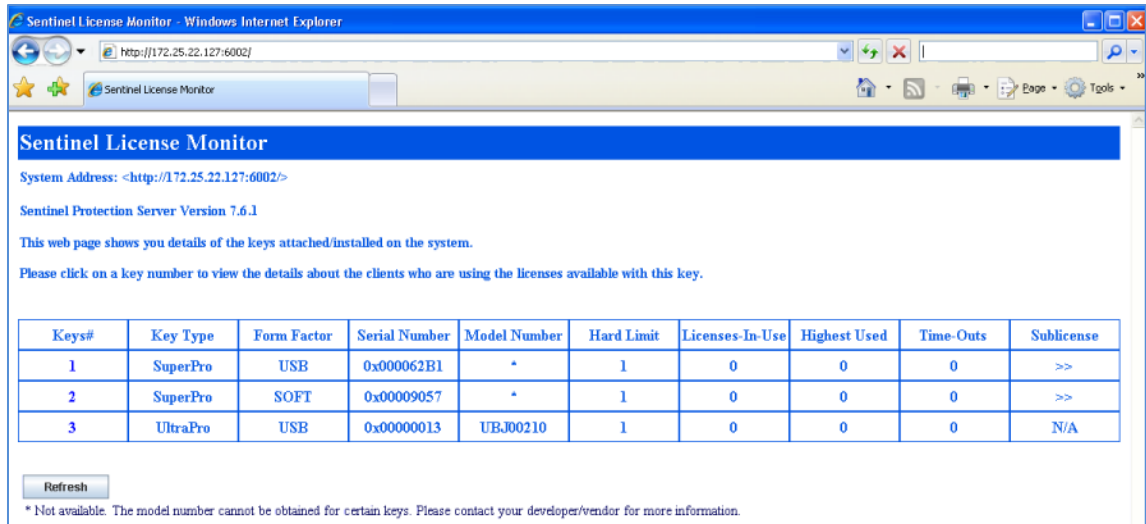 Sentinel License Monitor - Windows Internet Explorer
http://172.25.22.127:6002/
Sentinel License Monitor
Page
Tools
»
Sentinel License Monitor
System Address: <http://172.25.22.127:6002/>
Sentinel Protection Server Version 7.6.1
This web page shows you details of the keys attached/installed on the system.
Please click on a key number to view the details about the clients who are using the licenses available with this key.
Keys# Key Type Form Factor Serial Number Model Number Hard Limit Licenses-In-Use Highest Used Time-Outs Sublicense
1 SuperPro USB 0x000062B1 * 1 0 0 0 >>
2 SuperPro SOFT 0x00009057 * 1 0 0 0 >>
3 UltraPro USB 0x00000013 UBJ00210 1 0 0 0 N/A
Refresh
* Not available. The model number cannot be obtained for certain keys. Please contact your developer/vendor for more information.